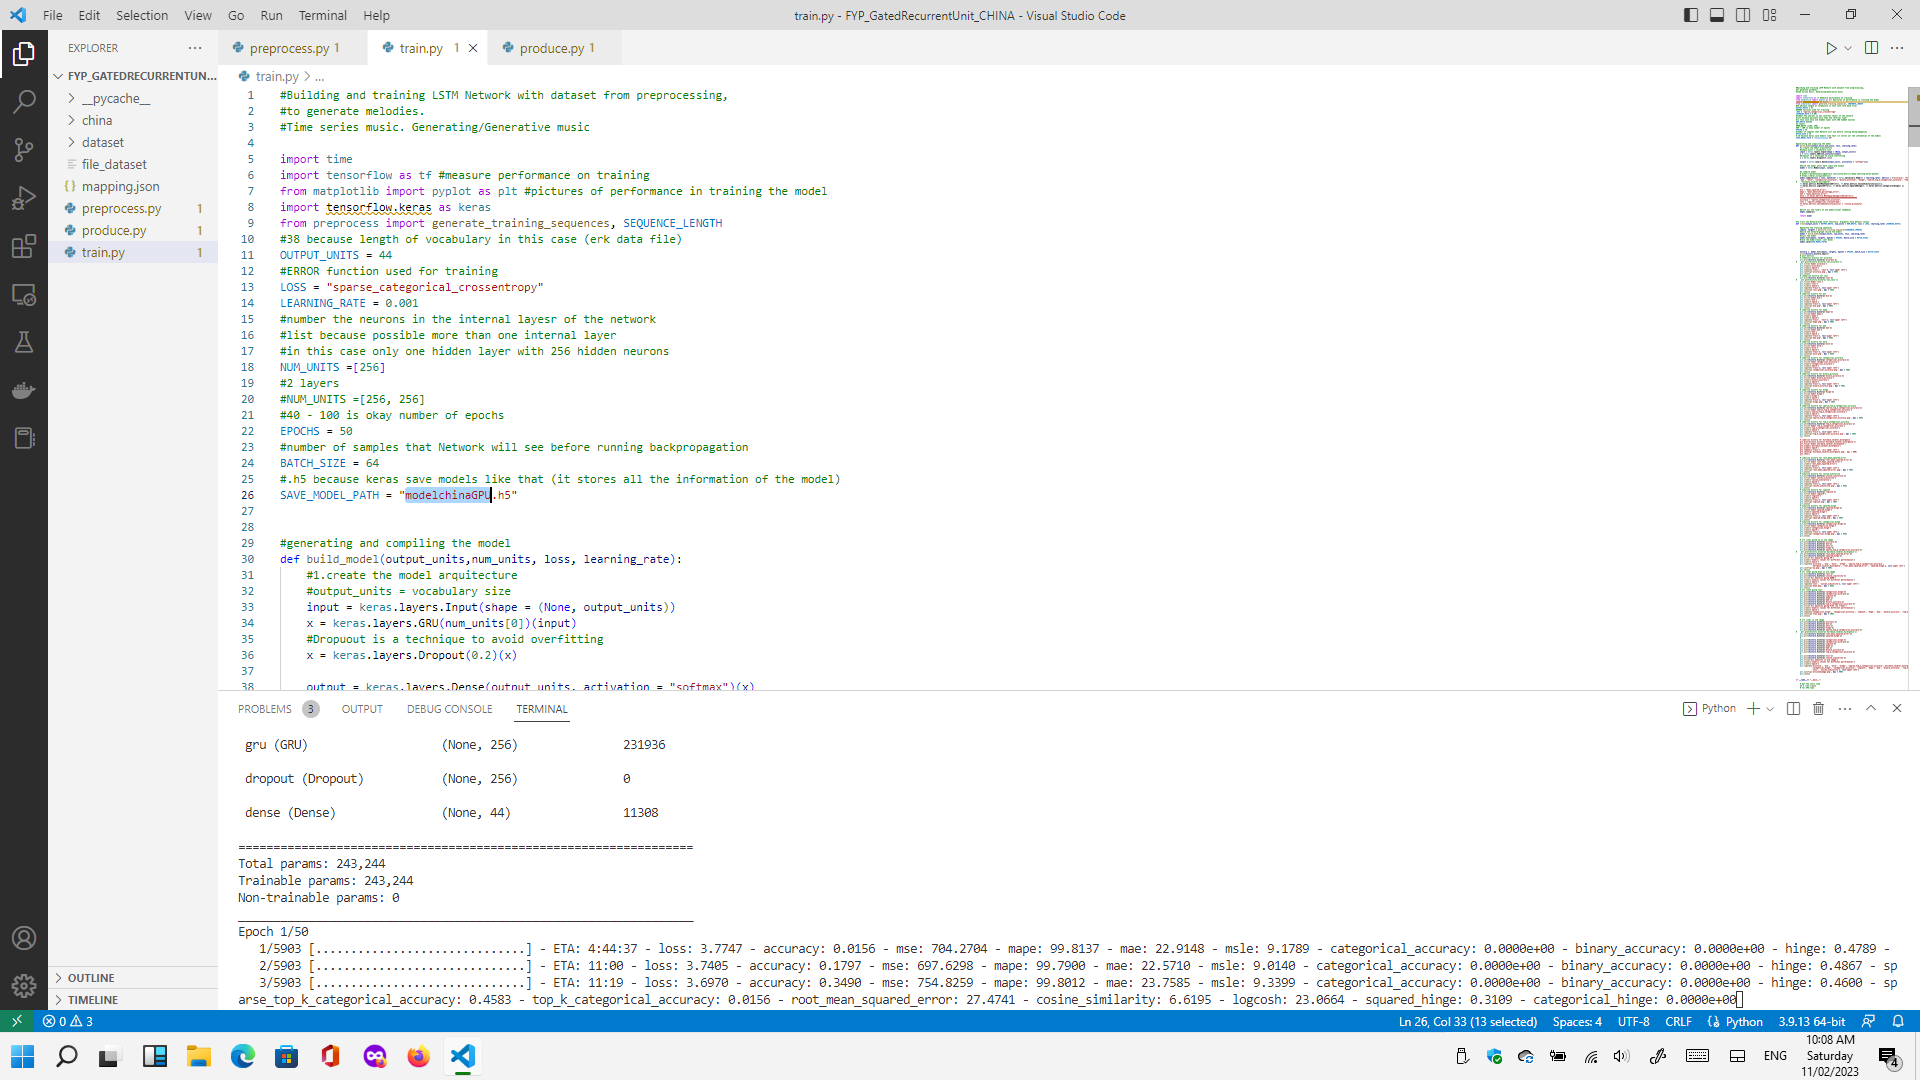 File Edit Selection View Go Run Terminal Help
train.py - FYP_GatedRecurrentUnit_CHINA - Visual Studio Code
EXPLORER
preprocess.py 1
train.py 1
produce.py 1
FYP_GATEDRECURRENTUN...
__pycache__
china
dataset
file_dataset
mapping.json
preprocess.py 1
produce.py 1
train.py 1
OUTLINE
TIMELINE
train.py > ...
1 #Building and training LSTM Network with dataset from preprocessing,
2 #to generate melodies.
3 #Time series music. Generating/Generative music
4
5 import time
6 import tensorflow as tf #measure performance on training
7 from matplotlib import pyplot as plt #pictures of performance in training the model
8 import tensorflow.keras as keras
9 from preprocess import generate_training_sequences, SEQUENCE_LENGTH
10 #38 because length of vocabulary in this case (erk data file)
11 OUTPUT_UNITS = 44
12 #ERROR function used for training
13 LOSS = "sparse_categorical_crossentropy"
14 LEARNING_RATE = 0.001
15 #number the neurons in the internal layesr of the network
16 #list because possible more than one internal layer
17 #in this case only one hidden layer with 256 hidden neurons
18 NUM_UNITS =[256]
19 #2 layers
20 #NUM_UNITS =[256, 256]
21 #40 - 100 is okay number of epochs
22 EPOCHS = 50
23 #number of samples that Network will see before running backpropagation
24 BATCH_SIZE = 64
25 #.h5 because keras save models like that (it stores all the information of the model)
26 SAVE_MODEL_PATH = "modelchinaGPU.h5"
27
28
29 #generating and compiling the model
30 def build_model(output_units,num_units, loss, learning_rate):
31 #1.create the model arquitecture
32 #output_units = vocabulary size
33 input = keras.layers.Input(shape = (None, output_units))
34 x = keras.layers.GRU(num_units[0])(input)
35 #Dropuout is a technique to avoid overfitting
36 x = keras.layers.Dropout(0.2)(x)
37
38 output = keras.layers.Dense(output_units, activation = "softmax")(x)
PROBLEMS 3 OUTPUT DEBUG CONSOLE TERMINAL
Python
gru (GRU) (None, 256) 231936
dropout (Dropout) (None, 256) 0
dense (Dense) (None, 44) 11308
=================================================================
Total params: 243,244
Trainable params: 243,244
Non-trainable params: 0
_________________________________________________________________
Epoch 1/50
1/5903 [..............................] - ETA: 4:44:37 - loss: 3.7747 - accuracy: 0.0156 - mse: 704.2704 - mape: 99.8137 - mae: 22.9148 - msle: 9.1789 - categorical_accuracy: 0.0000e+00 - binary_accuracy: 0.0000e+00 - hinge: 0.4789 -
2/5903 [..............................] - ETA: 11:00 - loss: 3.7405 - accuracy: 0.1797 - mse: 697.6298 - mape: 99.7900 - mae: 22.5710 - msle: 9.0140 - categorical_accuracy: 0.0000e+00 - binary_accuracy: 0.0000e+00 - hinge: 0.4867 - sp
3/5903 [..............................] - ETA: 11:19 - loss: 3.6970 - accuracy: 0.3490 - mse: 754.8259 - mape: 99.8012 - mae: 23.7585 - msle: 9.3399 - categorical_accuracy: 0.0000e+00 - binary_accuracy: 0.0000e+00 - hinge: 0.4600 - sp
arse_top_k_categorical_accuracy: 0.4583 - top_k_categorical_accuracy: 0.0156 - root_mean_squared_error: 27.4741 - cosine_similarity: 6.6195 - logcosh: 23.0664 - squared_hinge: 0.3109 - categorical_hinge: 0.0000e+00
0 3
Ln 26, Col 33 (13 selected) Spaces: 4 UTF-8 CRLF Python 3.9.13 64-bit
ENG
10:08 AM
Saturday
11/02/2023
4